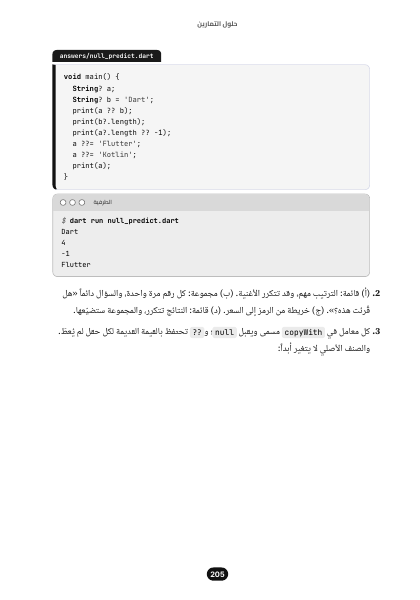 حلول التمارين
answers/null_predict.dart
void main() {
  String? a;
  String? b = 'Dart';
  print(a ?? b);
  print(b?.length);
  print(a?.length ?? -1);
  a ??= 'Flutter';
  a ??= 'Kotlin';
  print(a);
}
الطرفية
$ dart run null_predict.dart
Dart
4
-1
Flutter
2. (أ) قائمة: الترتيب مهم، وقد تتكرر الأغنية. (ب) مجموعة: كل رقم مرة واحدة، والسؤال دائماً «هل
قُرئت هذه؟». (ج) خريطة من الرمز إلى السعر. (د) قائمة: النتائج تتكرر، والمجموعة ستضيّعها.
3. كل معامل في copyWith مسمى ويقبل null؛ و ?? تحتفظ بالقيمة القديمة لكل حقل لم يُعطَ.
والصنف الأصلي لا يتغير أبداً:
205